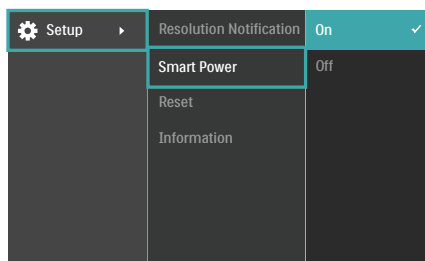 Setup
Resolution Notification
On
Smart Power
Off
Reset
Information